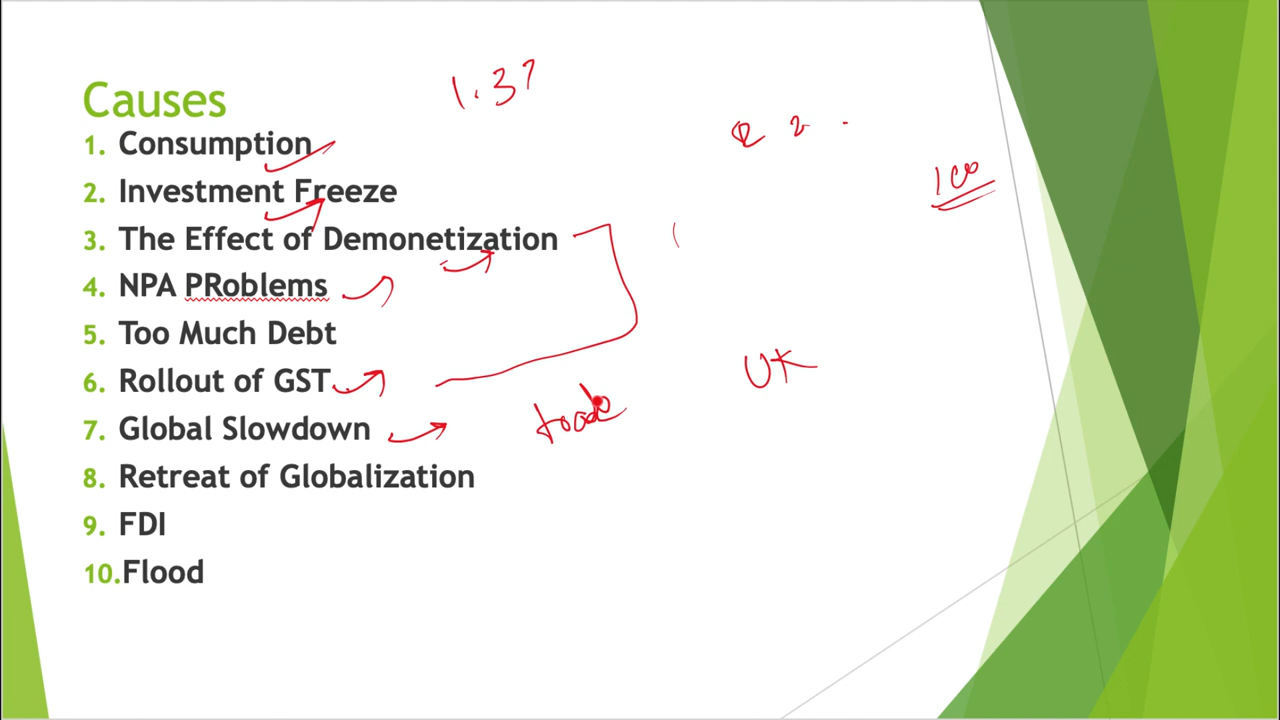 Causes
1.37
1. Consumption
2. Investment Freeze
100
3. The Effect of Demonetization
4. NPA PRoblems
5. Too Much Debt
UK
6. Rollout of GST
trade
7. Global Slowdown
8. Retreat of Globalization
9. FDI
10.Flood